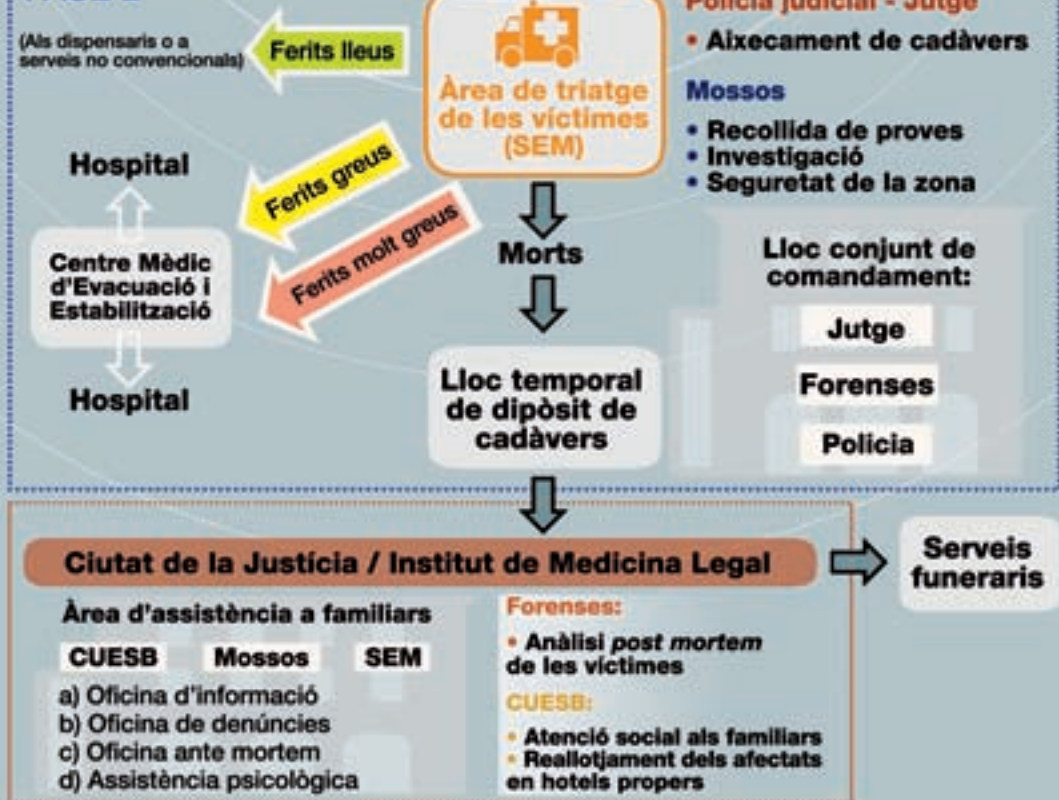 Policia judicial - Jutge
(Als dispensaris o a
serveis no convencionals)
Ferits lleus
Àrea de triatge
de les víctimes
(SEM)
• Aixecament de cadàvers
Mossos
• Recollida de proves
• Investigació
• Seguretat de la zona
Hospital
Ferits greus
Ferits molt greus
Centre Mèdic
d'Evacuació i
Estabilització
Hospital
Morts
Lloc temporal
de dipòsit de
cadàvers
Lloc conjunt de
comandament:
Jutge
Forenses
Policia
Ciutat de la Justícia / Institut de Medicina Legal
Serveis
funeraris
Àrea d'assistència a familiars
CUESB Mossos SEM
a) Oficina d'informació
b) Oficina de denúncies
c) Oficina ante mortem
d) Assistència psicològica
Forenses:
• Anàlisi post mortem
de les víctimes
CUESB:
• Atenció social als familiars
• Reallotjament dels afectats
en hotels propers